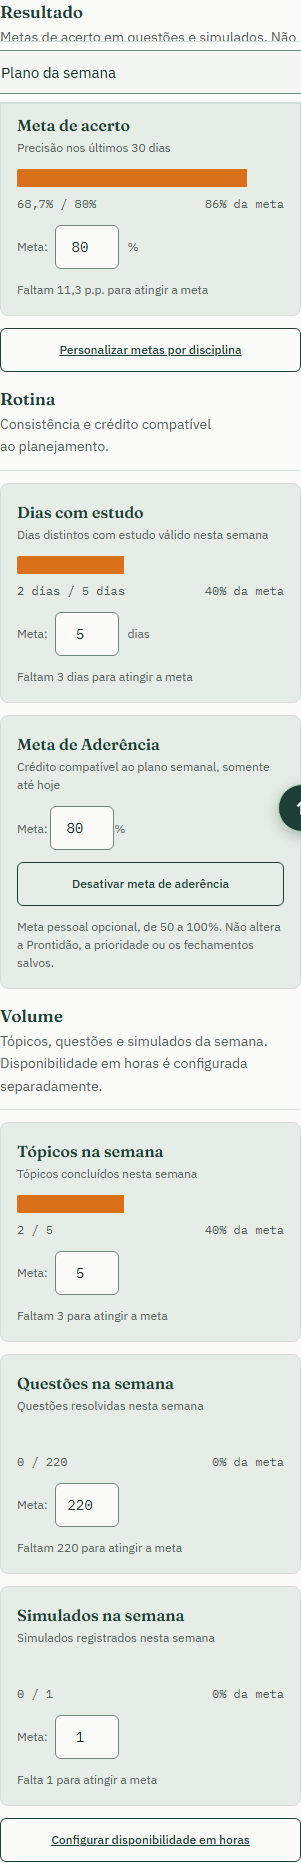 Resultado
Metas de acerto em questões e simulados. Não
Plano da semana
Meta de acerto
Precisão nos últimos 30 dias
68,7% / 80% 86% da meta
Meta: 80 %
Faltam 11,3 p.p. para atingir a meta
Personalizar metas por disciplina
Rotina
Consistência e crédito compatível
ao planejamento.
Dias com estudo
Dias distintos com estudo válido nesta semana
2 dias / 5 dias 40% da meta
Meta: 5 dias
Faltam 3 dias para atingir a meta
Meta de Aderência
Crédito compatível ao plano semanal, somente
até hoje
Meta: 80 %
Desativar meta de aderência
Meta pessoal opcional, de 50 a 100%. Não altera
a Prontidão, a prioridade ou os fechamentos
salvos.
Volume
Tópicos, questões e simulados da semana.
Disponibilidade em horas é configurada
separadamente.
Tópicos na semana
Tópicos concluídos nesta semana
2 / 5 40% da meta
Meta: 5
Faltam 3 para atingir a meta
Questões na semana
Questões resolvidas nesta semana
0 / 220 0% da meta
Meta: 220
Faltam 220 para atingir a meta
Simulados na semana
Simulados registrados nesta semana
0 / 1 0% da meta
Meta: 1
Falta 1 para atingir a meta
Configurar disponibilidade em horas